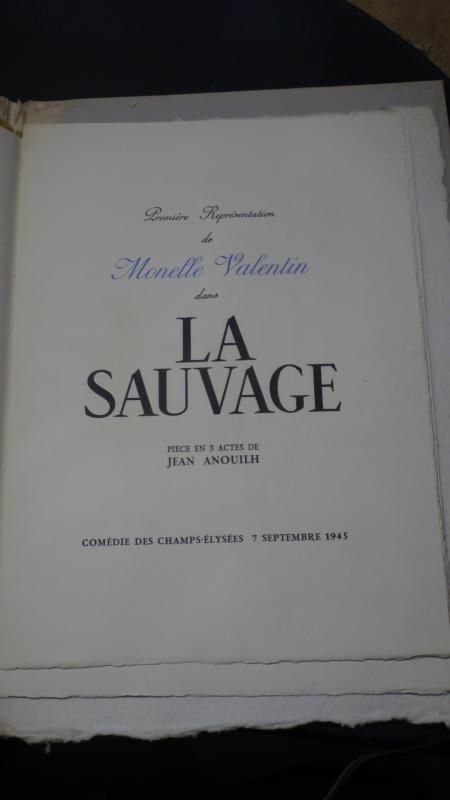 Première Représentation
de
Monelle Valentin
dans
LA
SAUVAGE
PIECE EN 3 ACTES DE
JEAN ANOUILH
COMÉDIE DES CHAMPS-ÉLYSÉES 7 SEPTEMBRE 1945